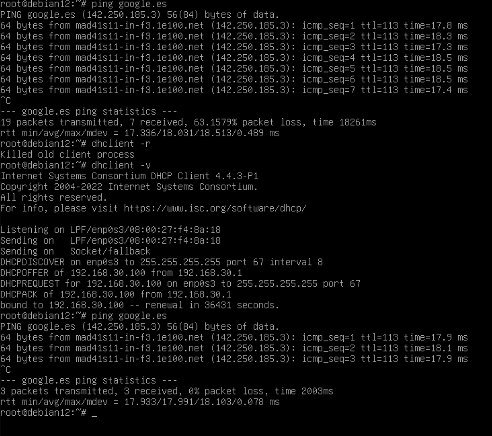 root@debian12:~# ping google.es
PING google.es (142.250.185.3) 56(84) bytes of data.
64 bytes from mad41s11-in-f3.1e100.net (142.250.185.3): icmp_seq=1 ttl=113 time=17.8 ms
64 bytes from mad41s11-in-f3.1e100.net (142.250.185.3): icmp_seq=2 ttl=113 time=18.3 ms
64 bytes from mad41s11-in-f3.1e100.net (142.250.185.3): icmp_seq=3 ttl=113 time=17.3 ms
64 bytes from mad41s11-in-f3.1e100.net (142.250.185.3): icmp_seq=4 ttl=113 time=18.5 ms
64 bytes from mad41s11-in-f3.1e100.net (142.250.185.3): icmp_seq=5 ttl=113 time=18.5 ms
64 bytes from mad41s11-in-f3.1e100.net (142.250.185.3): icmp_seq=6 ttl=113 time=18.5 ms
64 bytes from mad41s11-in-f3.1e100.net (142.250.185.3): icmp_seq=7 ttl=113 time=17.4 ms
^C
--- google.es ping statistics ---
19 packets transmitted, 7 received, 63.1579% packet loss, time 18261ms
rtt min/avg/max/mdev = 17.336/18.031/18.513/0.489 ms
root@debian12:~# dhclient -r
Killed old client process
root@debian12:~# dhclient -v
Internet Systems Consortium DHCP Client 4.4.3-P1
Copyright 2004-2022 Internet Systems Consortium.
All rights reserved.
For info, please visit https://www.isc.org/software/dhcp/

Listening on LPF/enp0s3/08:00:27:f4:8a:18
Sending on   LPF/enp0s3/08:00:27:f4:8a:18
Sending on   Socket/fallback
DHCPDISCOVER on enp0s3 to 255.255.255.255 port 67 interval 8
DHCPOFFER of 192.168.30.100 from 192.168.30.1
DHCPREQUEST for 192.168.30.100 on enp0s3 to 255.255.255.255 port 67
DHCPACK of 192.168.30.100 from 192.168.30.1
bound to 192.168.30.100 -- renewal in 36431 seconds.
root@debian12:~# ping google.es
PING google.es (142.250.185.3) 56(84) bytes of data.
64 bytes from mad41s11-in-f3.1e100.net (142.250.185.3): icmp_seq=1 ttl=113 time=17.9 ms
64 bytes from mad41s11-in-f3.1e100.net (142.250.185.3): icmp_seq=2 ttl=113 time=18.1 ms
64 bytes from mad41s11-in-f3.1e100.net (142.250.185.3): icmp_seq=3 ttl=113 time=17.9 ms
^C
--- google.es ping statistics ---
3 packets transmitted, 3 received, 0% packet loss, time 2003ms
rtt min/avg/max/mdev = 17.933/17.991/18.103/0.078 ms
root@debian12:~# _